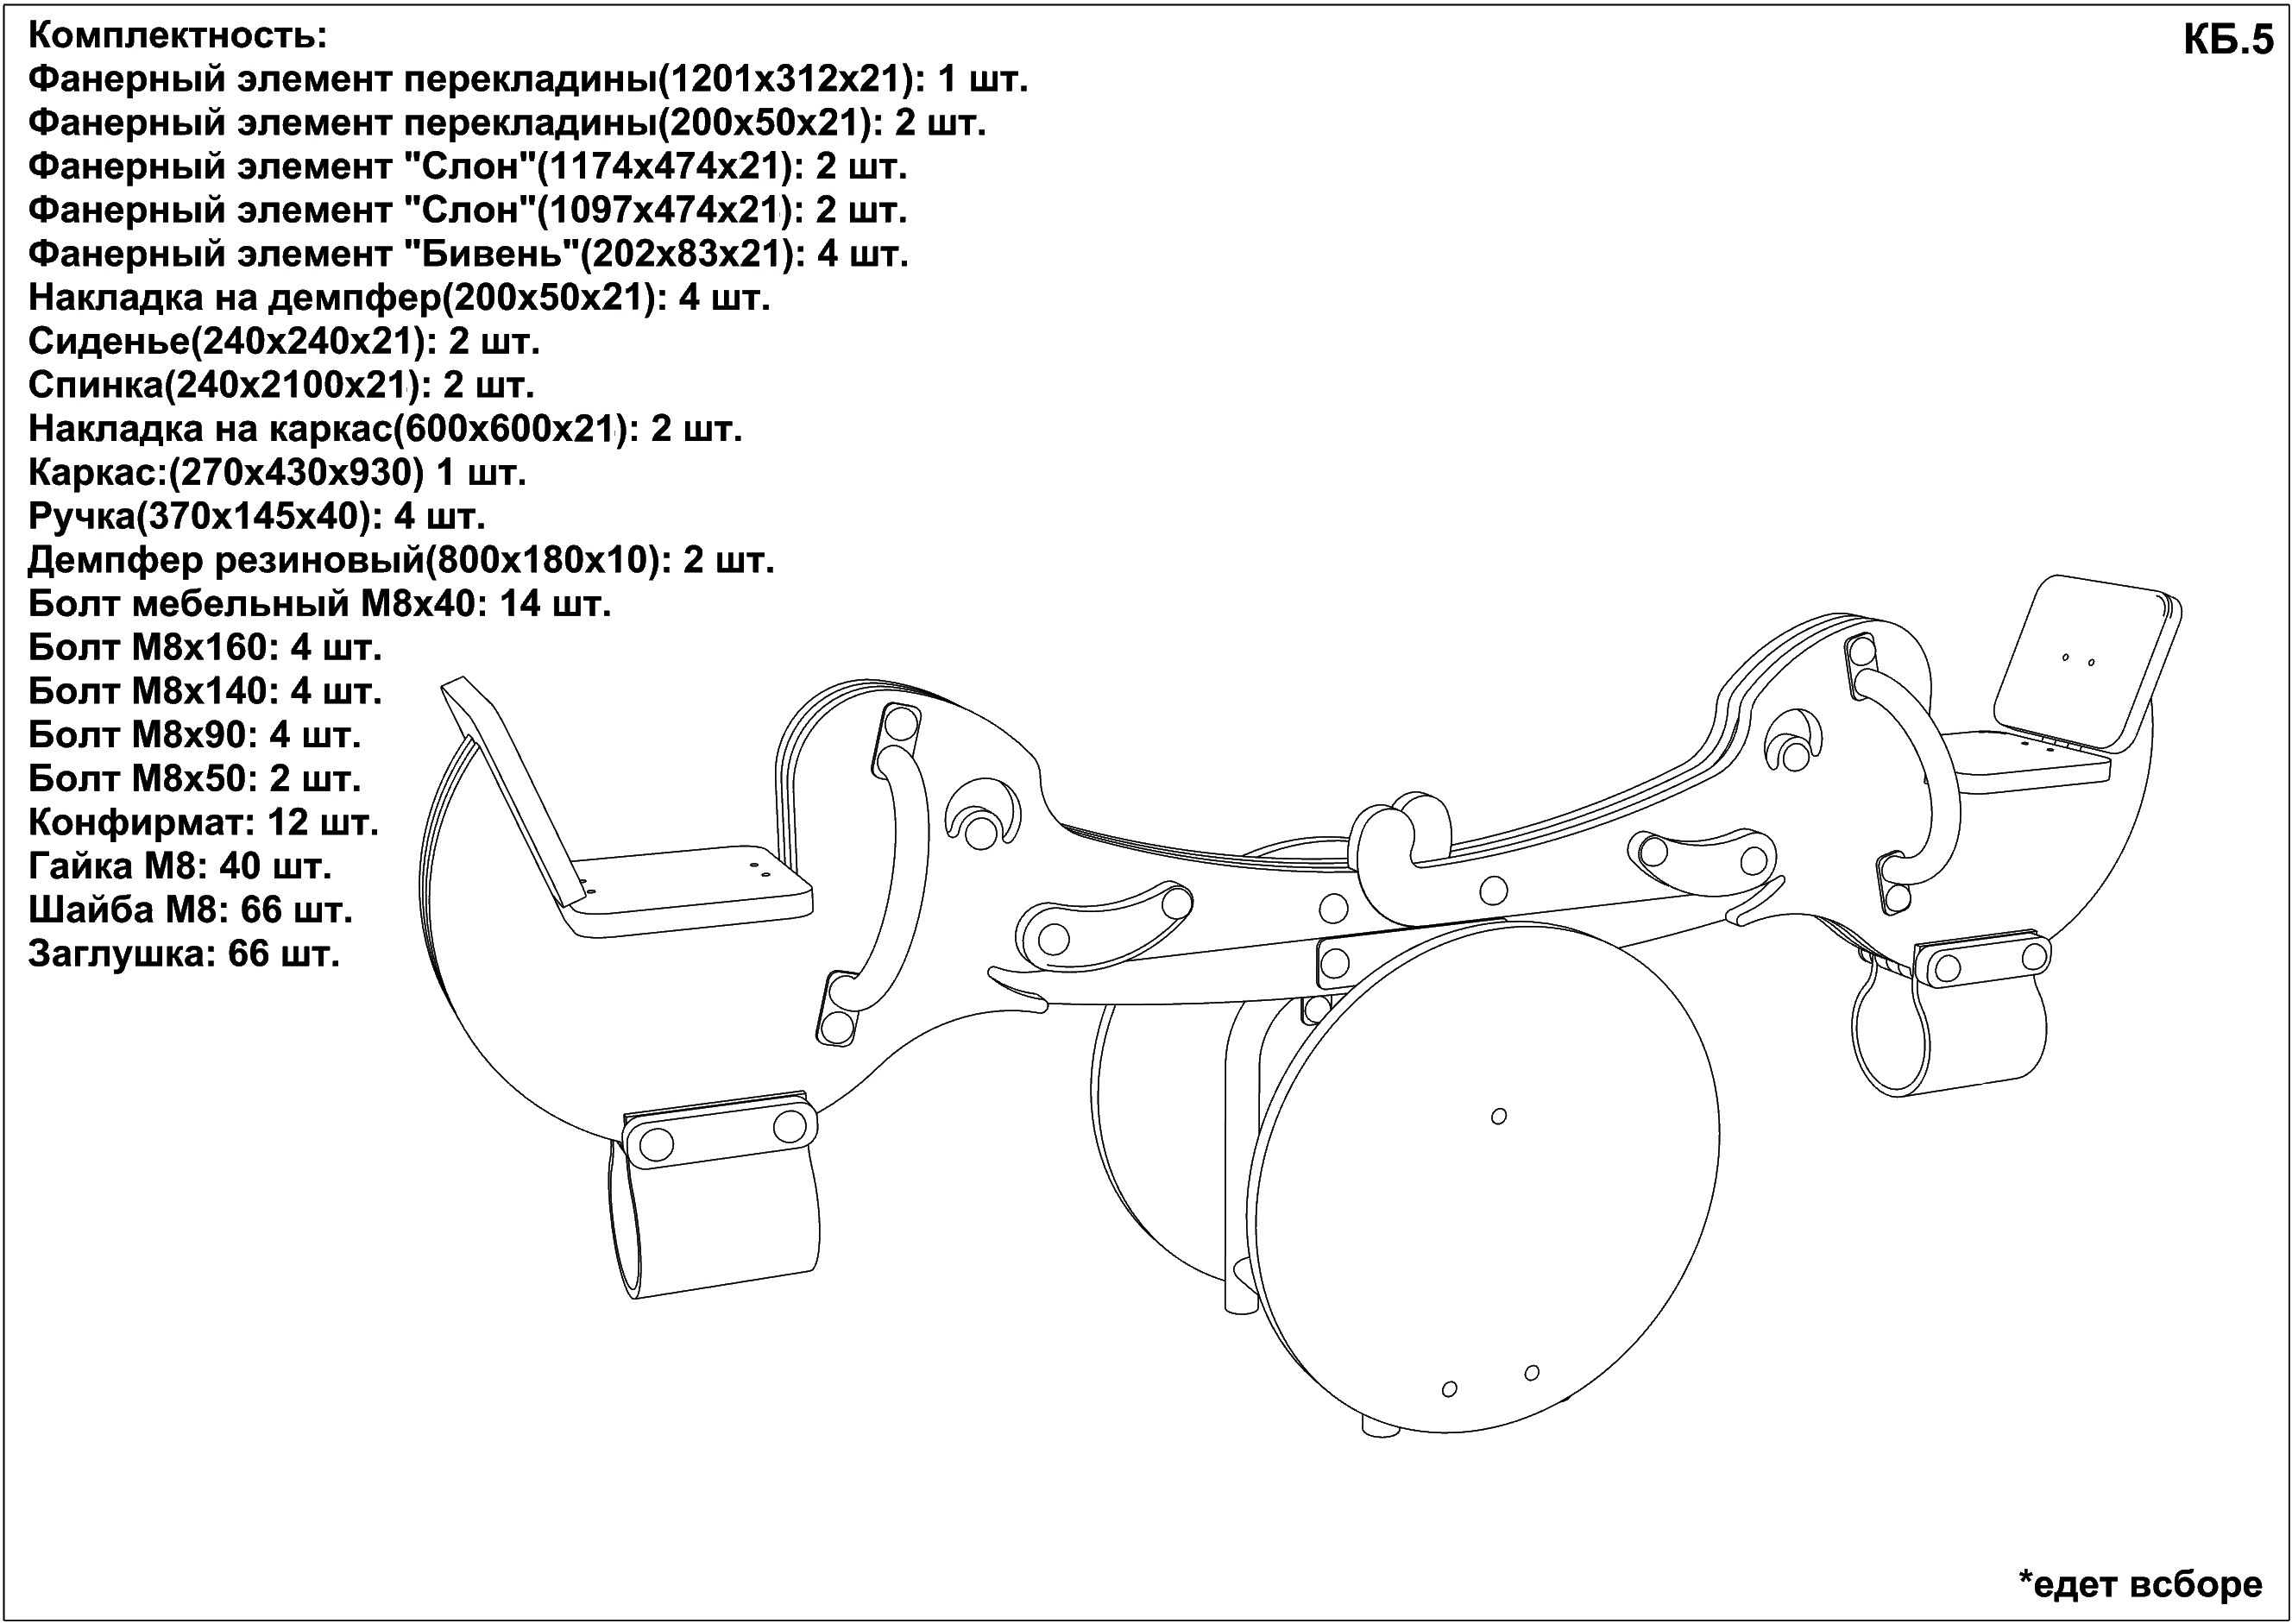 Комплектность:
КБ.5
Фанерный элемент перекладины(1201х312х21): 1 шт.
Фанерный элемент перекладины(200х50х21): 2 шт.
Фанерный элемент "Слон"(1174х474х21): 2 шт.
Фанерный элемент "Слон"(1097х474х21): 2 шт.
Фанерный элемент "Бивень"(202х83х21): 4 шт.
Накладка на демпфер(200х50х21): 4 шт.
Сиденье(240х240х21): 2 шт.
Спинка(240х2100х21): 2 шт.
Накладка на каркас(600х600х21): 2 шт.
Каркас:(270х430х930) 1 шт.
Ручка(370х145х40): 4 шт.
Демпфер резиновый(800х180х10): 2 шт.
Болт мебельный М8х40: 14 шт.
Болт М8х160: 4 шт.
Болт М8х140: 4 шт.
Болт М8х90: 4 шт.
Болт М8х50: 2 шт.
Конфирмат: 12 шт.
Гайка М8: 40 шт.
Шайба М8: 66 шт.
Заглушка: 66 шт.
*едет всборе